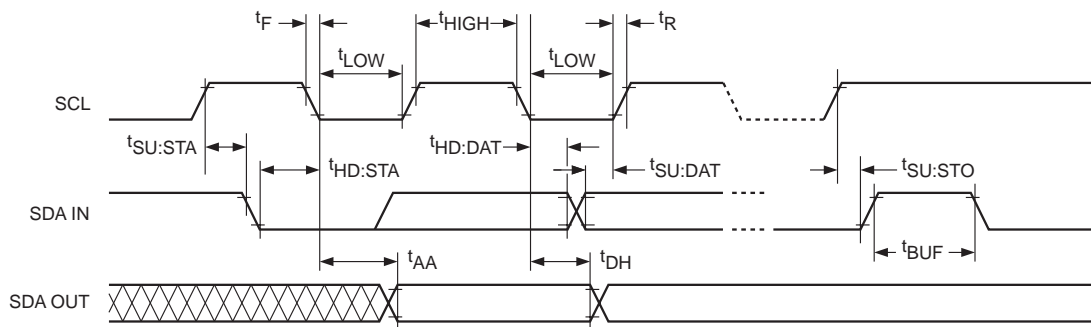 tF tHIGH tR
tLOW tLOW
SCL
tSU:STA tHD:STA tHD:DAT tSU:DAT tSU:STO
SDA IN
tBUF
tAA tDH
SDA OUT